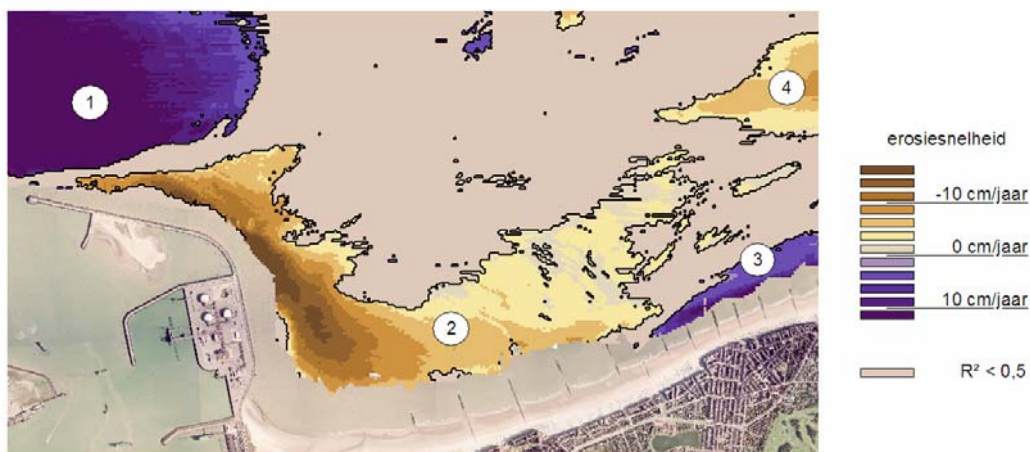 1
4
erosiesnelheid
-10 cm/jaar
0 cm/jaar
3
10 cm/jaar
2
R² < 0,5